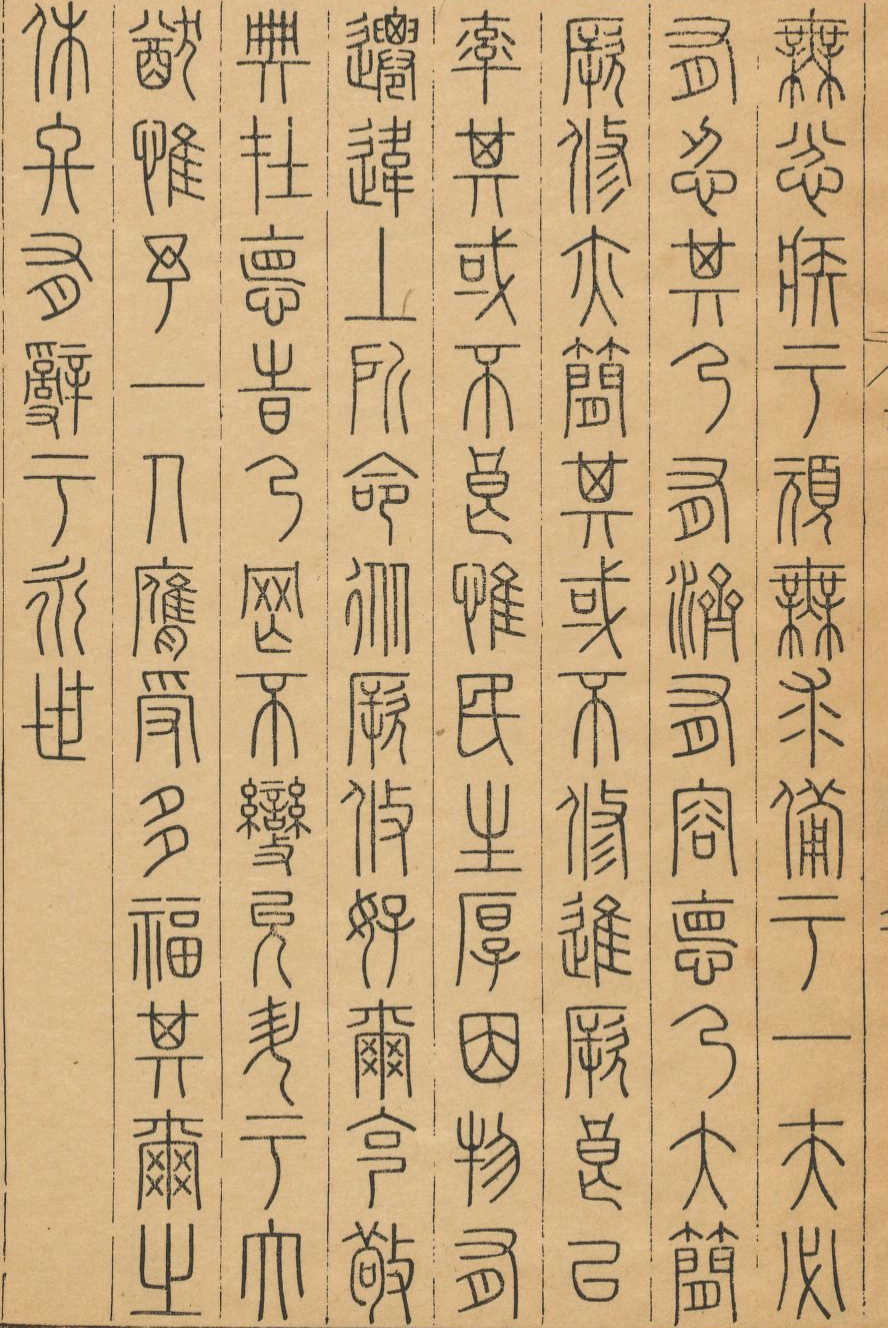 無忿疾于頑無求備于一夫必
有忍其乃有濟有容德乃大簡
厥修亦簡其或不修進厥良以
率其或不良惟民生厚因物有
遷違上所命從厥攸好爾克敬
典在德時乃罔不變允升于大
猷惟予一人膺受多福其爾之
休終有辭于永世